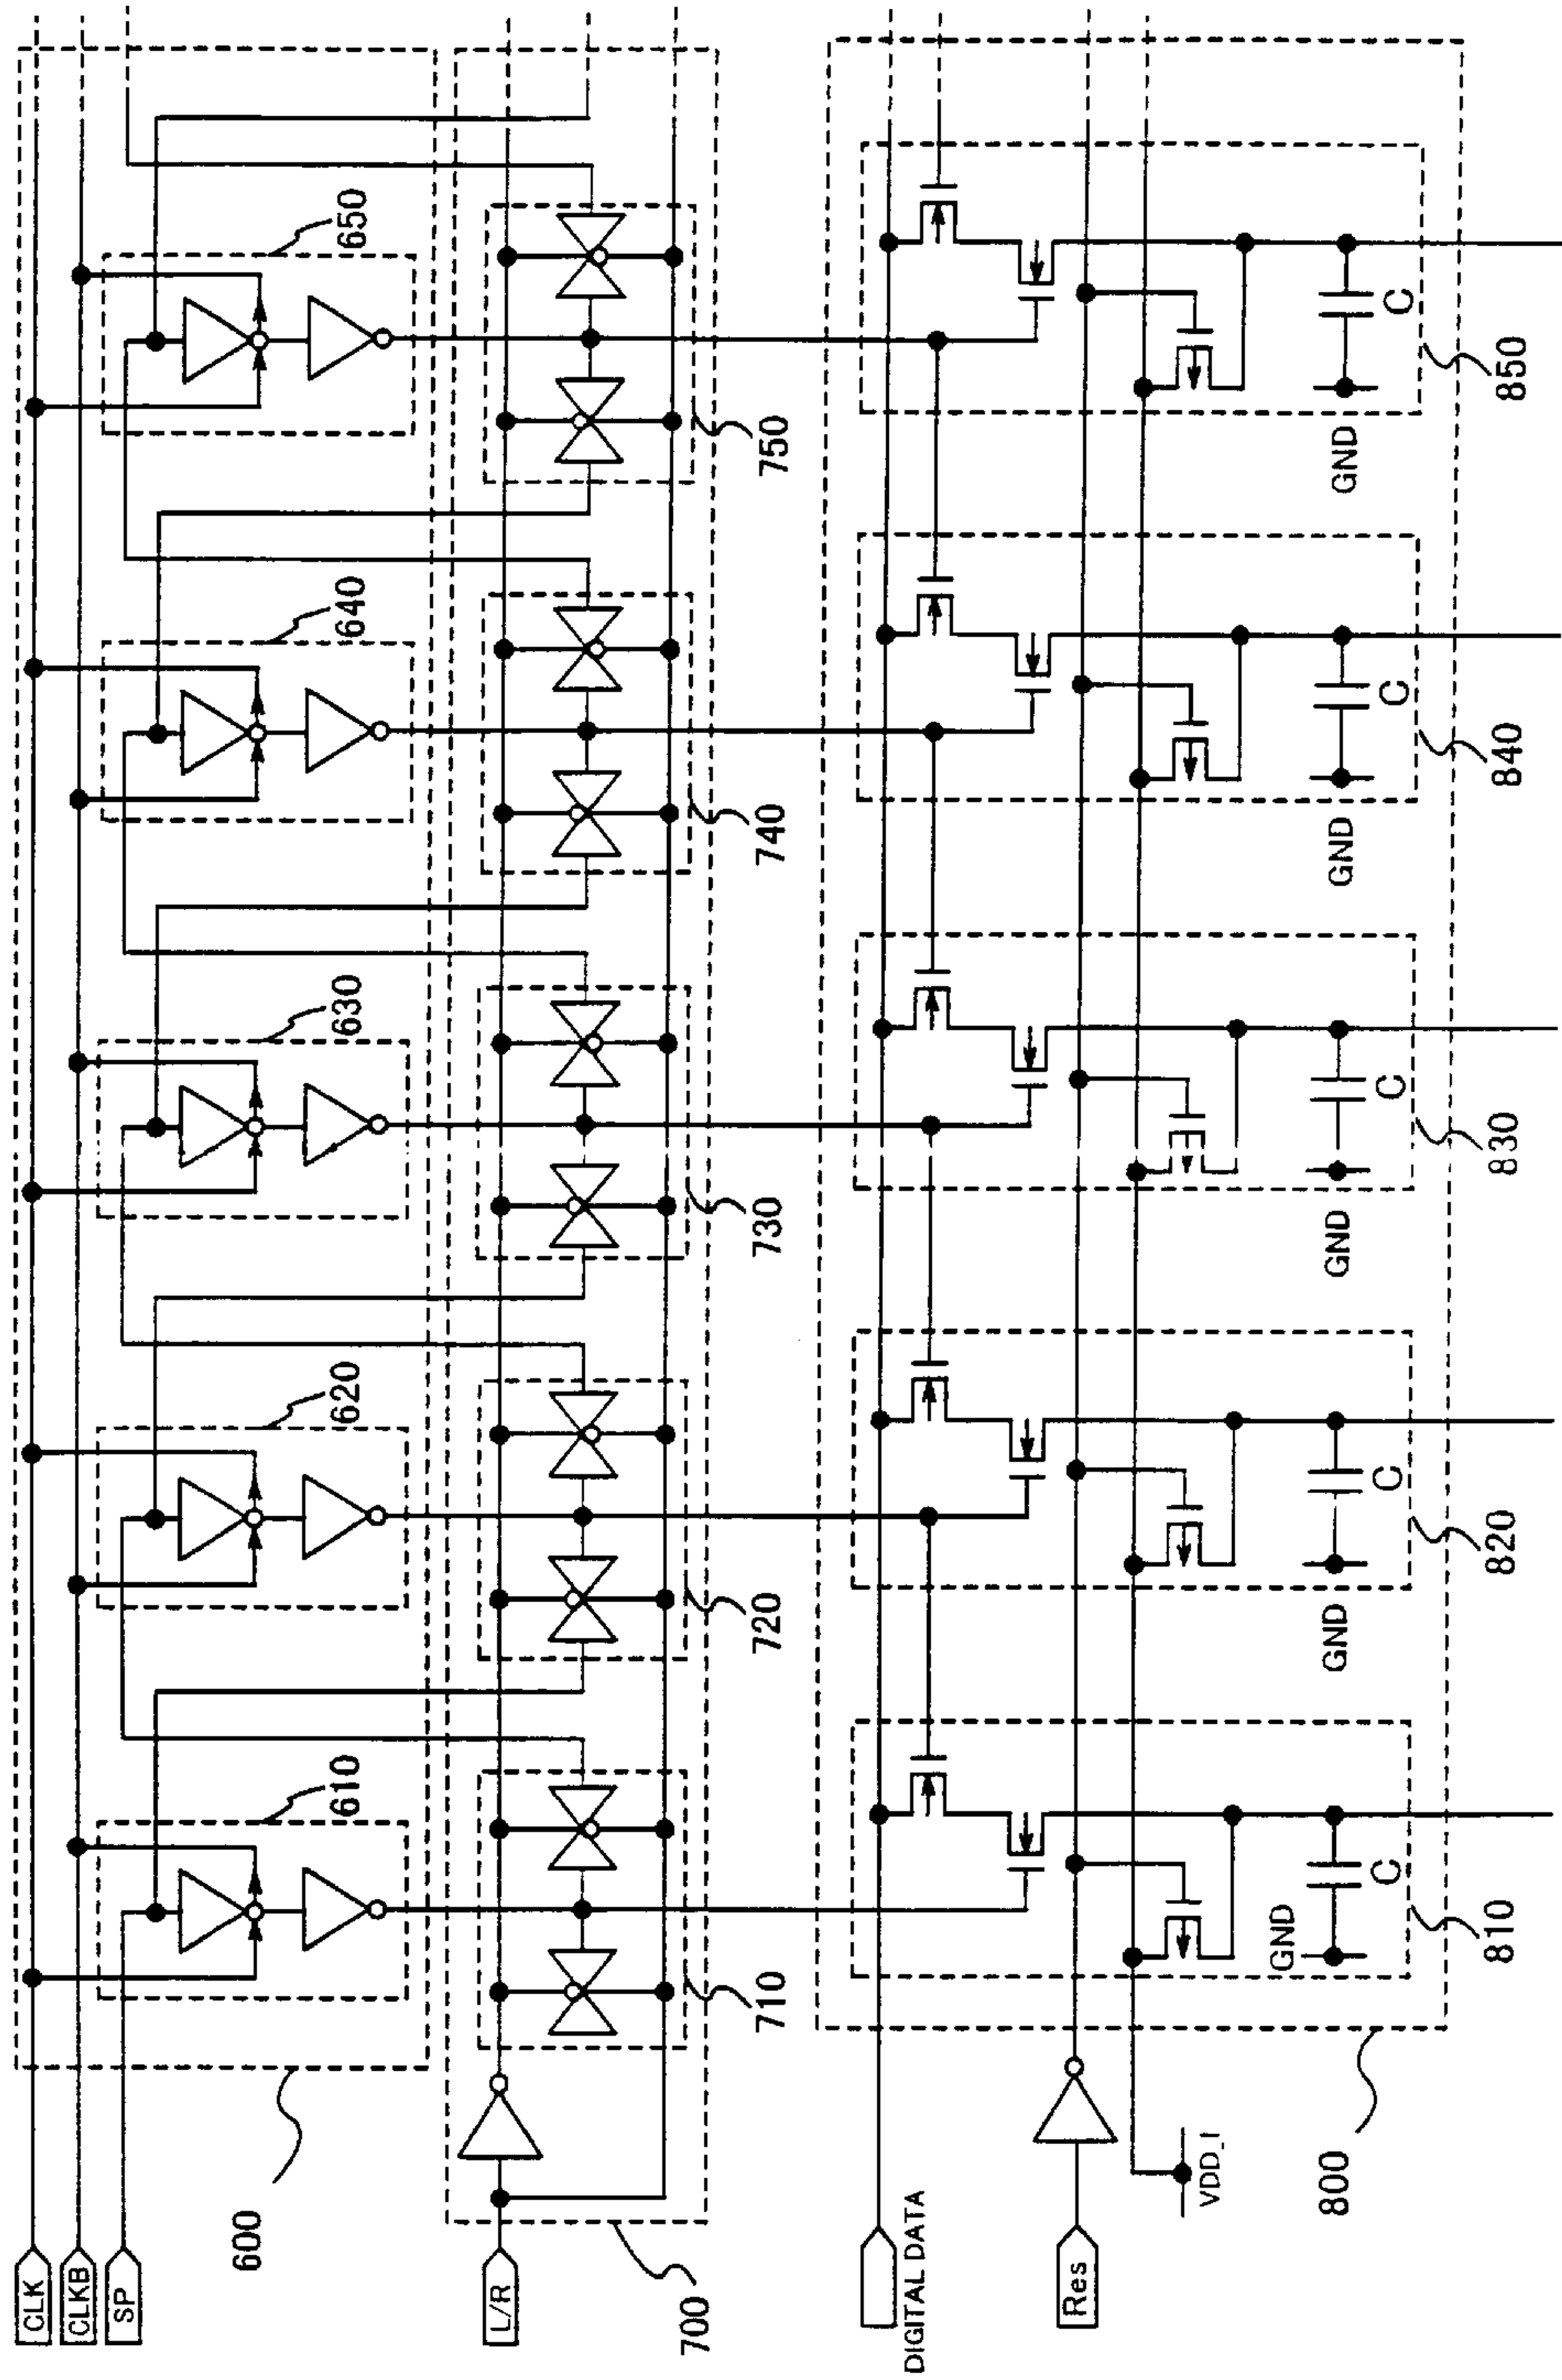 CLK
CLKB
SP
600
610
620
630
640
650
L/R
700
710
720
730
740
750
DIGITAL DATA
Res
VDD_I
800
GND
C
810
GND
C
820
GND
C
830
GND
C
840
GND
C
850